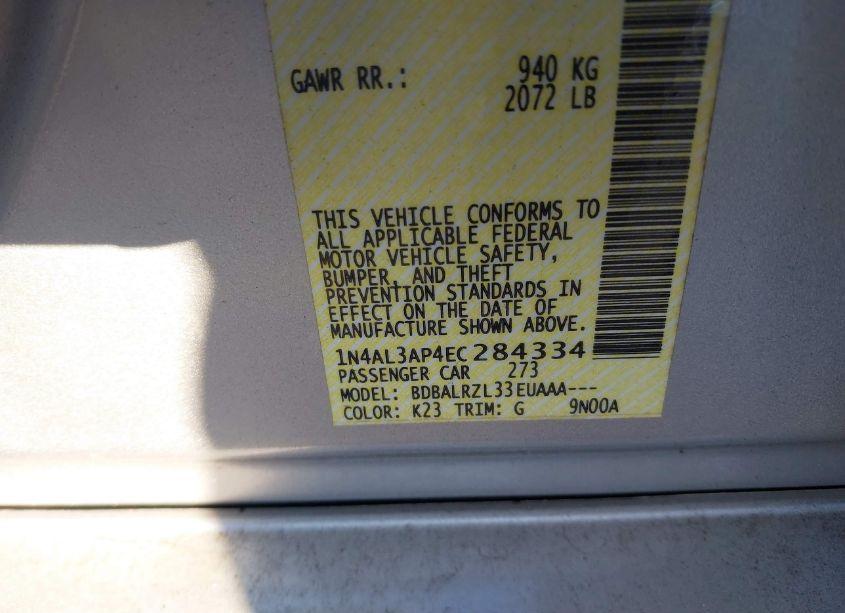 GAWR RR.: 940 KG
2072 LB
THIS VEHICLE CONFORMS TO
ALL APPLICABLE FEDERAL
MOTOR VEHICLE SAFETY,
BUMPER, AND THEFT
PREVENTION STANDARDS IN
EFFECT ON THE DATE OF
MANUFACTURE SHOWN ABOVE.
1N4AL3AP4EC284334
PASSENGER CAR 273
MODEL: BDBALRZL33EUAAA---
COLOR: K23 TRIM: G 9N00A